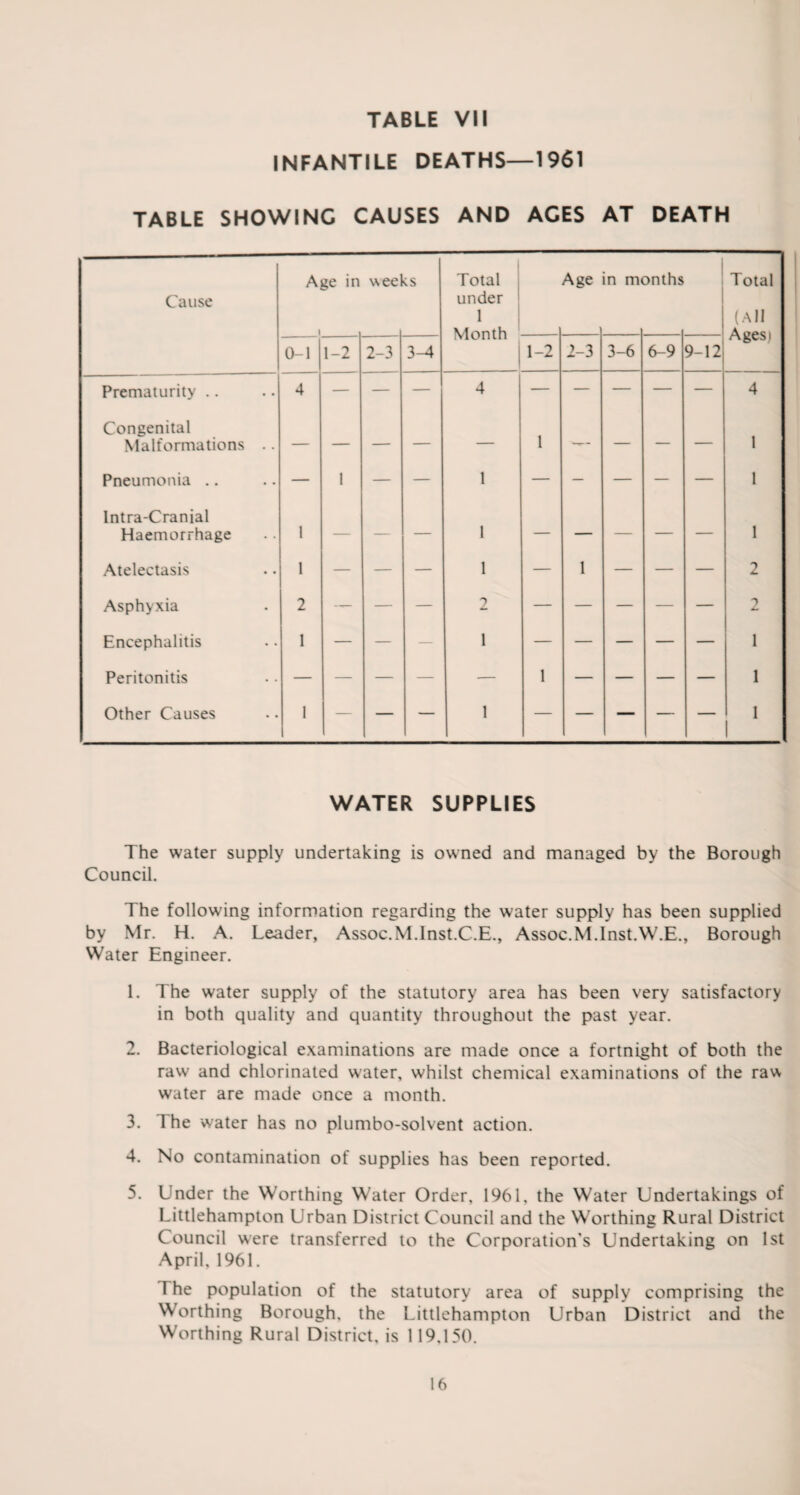 TABLE VII
INFANTILE DEATHS—1961
TABLE SHOWING CAUSES AND AGES AT DEATH
Cause | Age in weeks | Total under 1 Month | Age in months | Total (All Ages)
0-1 | 1-2 | 2-3 | 3-4 | 1-2 | 2-3 | 3-6 | 6-9 | 9-12
Prematurity .. .. 4 — — — 4 — — — — — 4
Congenital
Malformations .. — — — — — 1 — — — — 1
Pneumonia .. .. — 1 — — 1 — — — — — 1
Intra-Cranial
Haemorrhage .. 1 — — — 1 — — — — — 1
Atelectasis .. 1 — — — 1 — 1 — — — 2
Asphyxia . 2 — — — 2 — — — — — 2
Encephalitis .. 1 — — — 1 — — — — — 1
Peritonitis .. — — — — — 1 — — — — 1
Other Causes .. 1 — — — 1 — — — — — 1
WATER SUPPLIES
The water supply undertaking is owned and managed by the Borough
Council.
The following information regarding the water supply has been supplied
by Mr. H. A. Leader, Assoc.M.Inst.C.E., Assoc.M.Inst.W.E., Borough
Water Engineer.
1. The water supply of the statutory area has been very satisfactory
in both quality and quantity throughout the past year.
2. Bacteriological examinations are made once a fortnight of both the
raw and chlorinated water, whilst chemical examinations of the raw
water are made once a month.
3. The water has no plumbo-solvent action.
4. No contamination of supplies has been reported.
5. Under the Worthing Water Order, 1961, the Water Undertakings of
Littlehampton Urban District Council and the Worthing Rural District
Council were transferred to the Corporation's Undertaking on 1st
April, 1961.
The population of the statutory area of supply comprising the
Worthing Borough, the Littlehampton Urban District and the
Worthing Rural District, is 119,150.
16